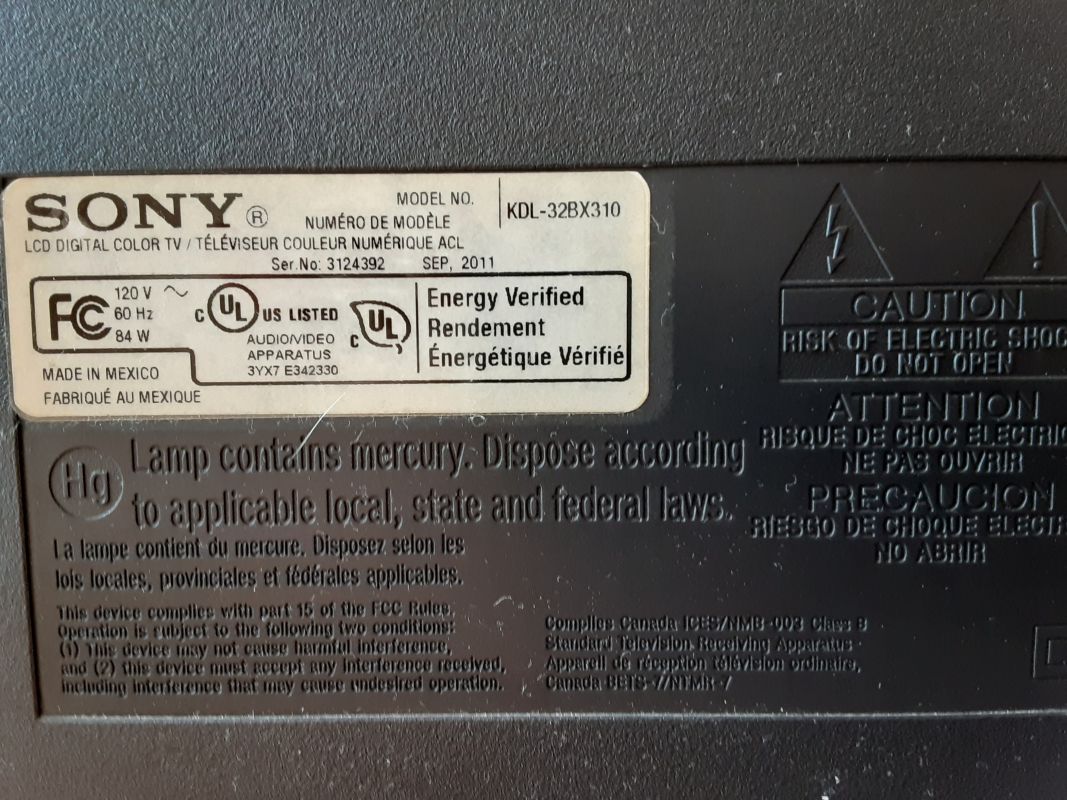 SONY®
MODEL NO.
NUMÉRO DE MODÈLE
KDL-32BX310
LCD DIGITAL COLOR TV / TÉLÉVISEUR COULEUR NUMÉRIQUE ACL
Ser.No: 3124392 SEP, 2011
FC
120 V ~
60 Hz
84 W
C UL US LISTED
AUDIO/VIDEO
APPARATUS
3YX7 E342330
C UL
Energy Verified
Rendement
Énergétique Vérifié
MADE IN MEXICO
FABRIQUÉ AU MEXIQUE
Hg
Lamp contains mercury. Dispose according
to applicable local, state and federal laws.
La lampe contient du mercure. Disposez selon les
lois locales, provinciales et fédérales applicables.
This device complies with part 15 of the FCC Rules.
Operation is subject to the following two conditions:
(1) This device may not cause harmful interference,
and (2) this device must accept any interference received,
including interference that may cause undesired operation.
Complies Canada ICES/NMB-003 Class B
Standard Television Receiving Apparatus -
Appareil de réception télévision ordinaire,
Canada BETS-7/NTMR-7
CAUTION
RISK OF ELECTRIC SHOC
DO NOT OPEN
ATTENTION
RISQUE DE CHOC ELECTRIQ
NE PAS OUVRIR
PRECAUCION
RIESGO DE CHOQUE ELECTR
NO ABRIR